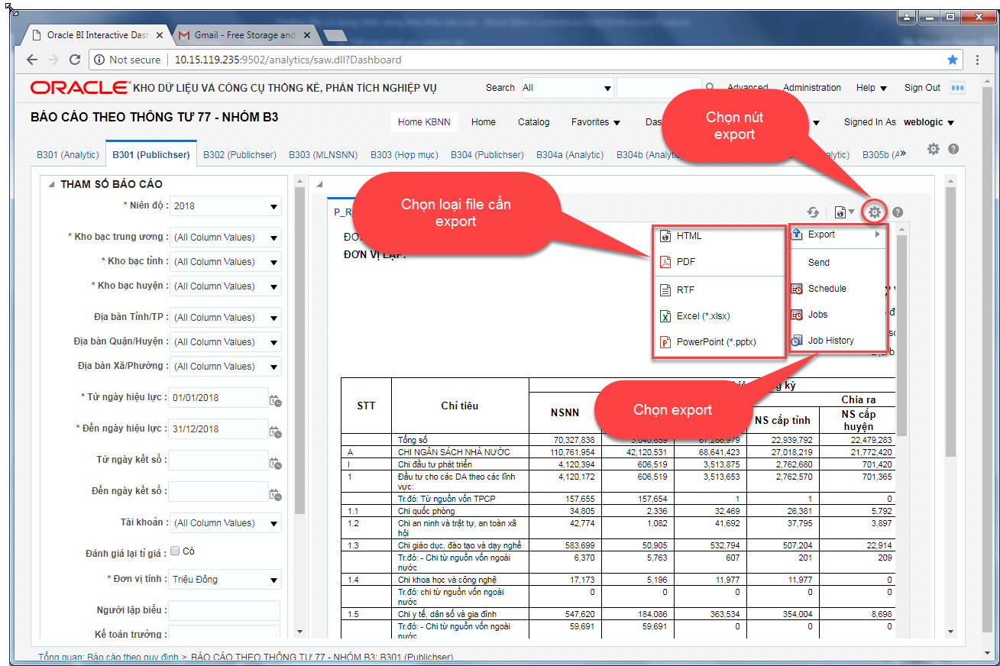 Oracle BI Interactive Dash
Gmail - Free Storage and
Not secure
10.15.119.235:9502/analytics/saw.dll?Dashboard
ORACLE KHO DỮ LIỆU VÀ CÔNG CỤ THỐNG KÊ, PHÂN TÍCH NGHIỆP VỤ
Search All Advanced Administration Help Sign Out
BÁO CÁO THEO THÔNG TƯ 77 - NHÓM B3
Home KBNN Home Catalog Favorites Signed In As weblogic
B301 (Analytic) B301 (Publichser) B302 (Publichser) B303 (MLNSNN) B303 (Hợp mục) B304 (Publichser) B304a (Analytic) B304b B305b
Chọn nút
export
Chọn loại file cần
export
THAM SỐ BÁO CÁO
* Niên độ : 2018
* Kho bạc trung ương : (All Column Values)
* Kho bạc tỉnh : (All Column Values)
* Kho bạc huyện : (All Column Values)
Địa bàn Tỉnh/TP : (All Column Values)
Địa bàn Quận/Huyện : (All Column Values)
Địa bàn Xã/Phường : (All Column Values)
* Từ ngày hiệu lực : 01/01/2018
* Đến ngày hiệu lực : 31/12/2018
Từ ngày kết sổ :
Đến ngày kết sổ :
Tài khoản : (All Column Values)
Đánh giá lại tỉ giá : Có
* Đơn vị tính : Triệu Đồng
Người lập biểu :
Kế toán trưởng :
ĐƠN VỊ LẬP:
HTML
PDF
RTF
Excel (*.xlsx)
PowerPoint (*.pptx)
Export
Send
Schedule
Jobs
Job History
Chọn export
STT Chỉ tiêu NSNN kỳ
Chia ra
NS cấp tỉnh NS cấp
huyện
Tổng số 70,327,838 3,040,859 67,286,979 22,939,792 22,479,283
A CHI NGÂN SÁCH NHÀ NƯỚC 110,761,954 42,120,531 68,641,423 27,018,219 21,772,420
I Chi đầu tư phát triển 4,120,394 606,519 3,513,875 2,762,680 701,420
1 Đầu tư cho các DA theo các lĩnh
vực: 4,120,172 606,519 3,513,653 2,762,570 701,365
Tr.đó: Từ nguồn vốn TPCP 157,655 157,654 1 1 0
1.1 Chi quốc phòng 34,805 2,336 32,469 26,381 5,792
1.2 Chi an ninh và trật tự, an toàn xã
hội 42,774 1,082 41,692 37,795 3,897
1.3 Chi giáo dục, đào tạo và dạy nghề 583,699 50,905 532,794 507,204 22,914
Tr.đó: - Chi từ nguồn vốn ngoài
nước 6,370 5,763 607 201 209
1.4 Chi khoa học và công nghệ 17,173 5,196 11,977 11,977 0
Tr.đó: chi từ nguồn vốn ngoài
nước 0 0 0 0 0
1.5 Chi y tế, dân số và gia đình 547,620 184,086 363,534 354,004 8,698
Tr.đó: - Chi từ nguồn vốn ngoài
nước 59,691 59,691 0 0 0
Tổng quan: Báo cáo theo quy định > BÁO CÁO THEO THÔNG TƯ 77 - NHÓM B3: B301 (Publichser)